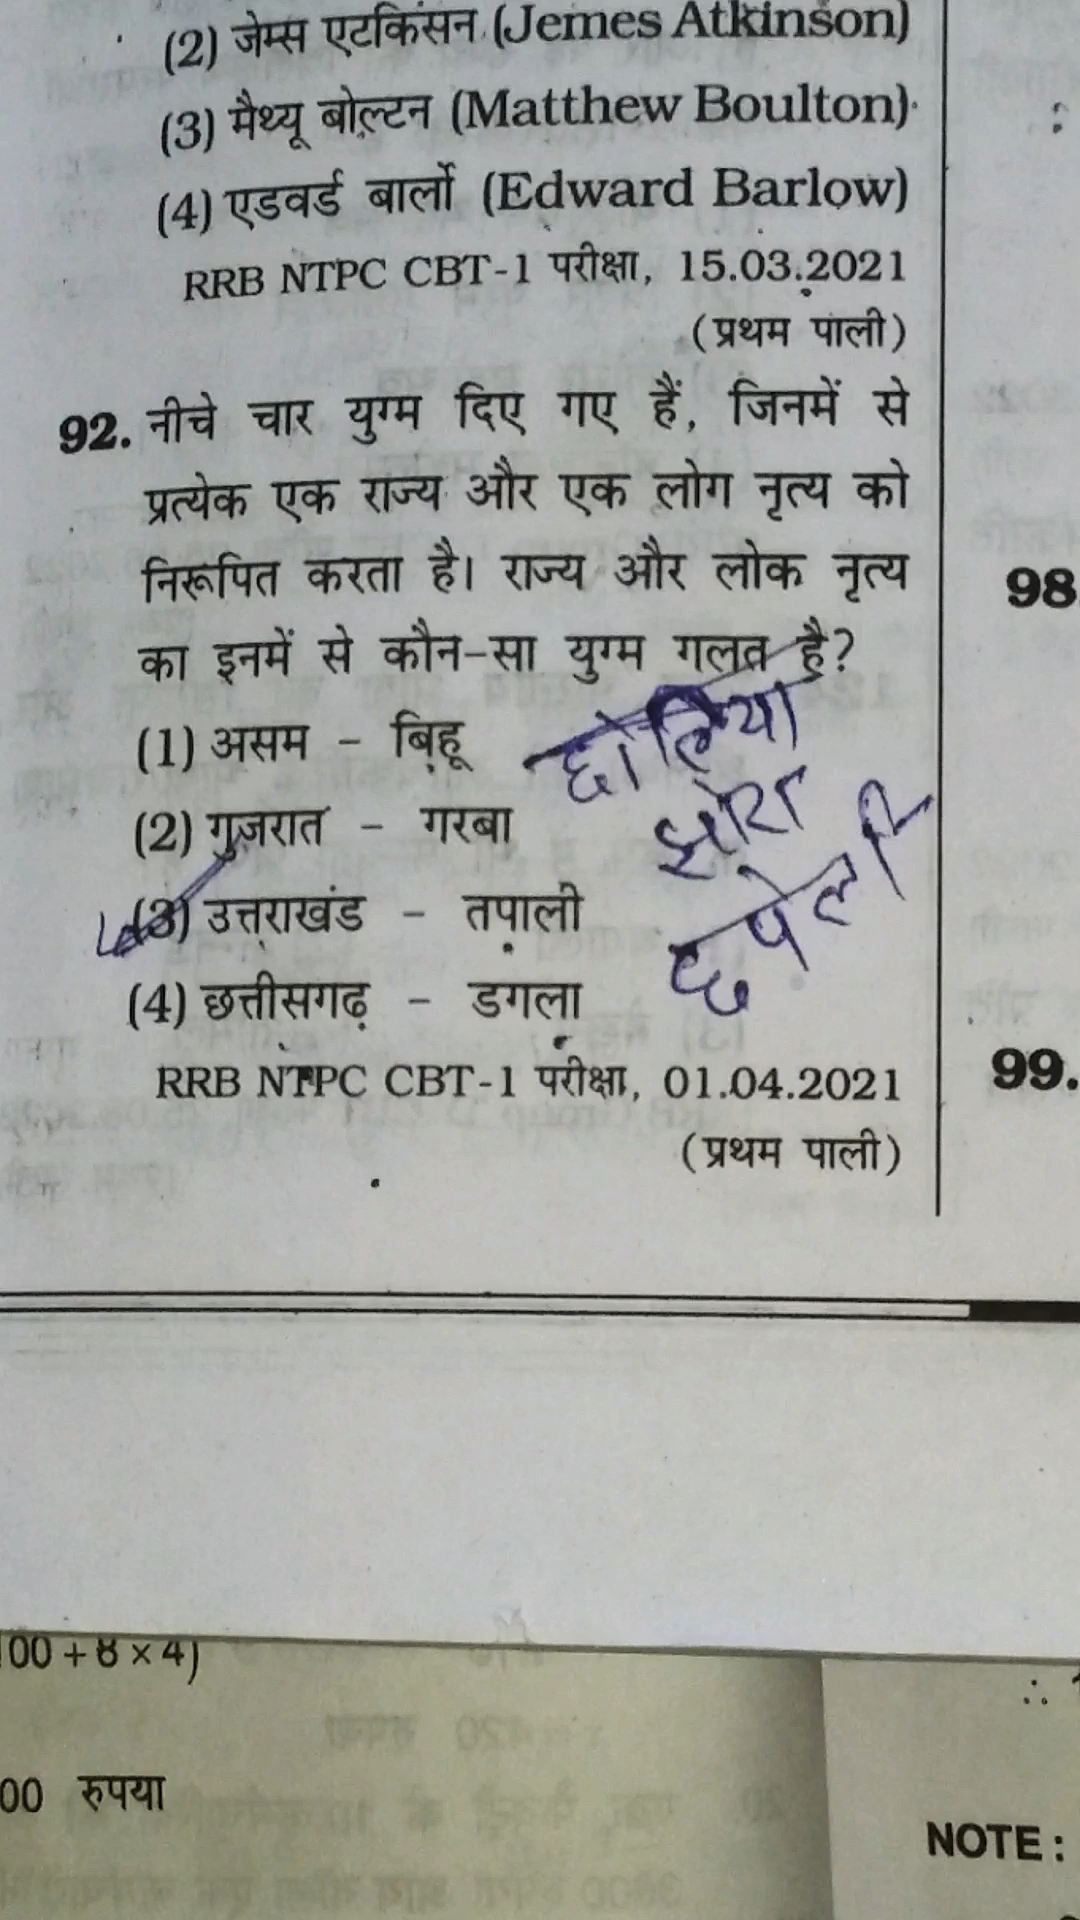 (2) जेम्स एटकिंसन (Jemes Atkinson)
(3) मैथ्यू बोल्टन (Matthew Boulton)
(4) एडवर्ड बार्लो (Edward Barlow)
RRB NTPC CBT-1 परीक्षा, 15.03.2021
(प्रथम पाली)
92. नीचे चार युग्म दिए गए हैं, जिनमें से
प्रत्येक एक राज्य और एक लोग नृत्य को
निरूपित करता है। राज्य और लोक नृत्य
का इनमें से कौन-सा युग्म गलत है?
(1) असम - बिहू
(2) गुजरात - गरबा
(3) उत्तराखंड - तपाली
(4) छत्तीसगढ़ - डगला
छोलिया
झोरा
छपेली
RRB NTPC CBT-1 परीक्षा, 01.04.2021
(प्रथम पाली)
98
99.
00 + 8 × 4)
00 रुपया
NOTE :